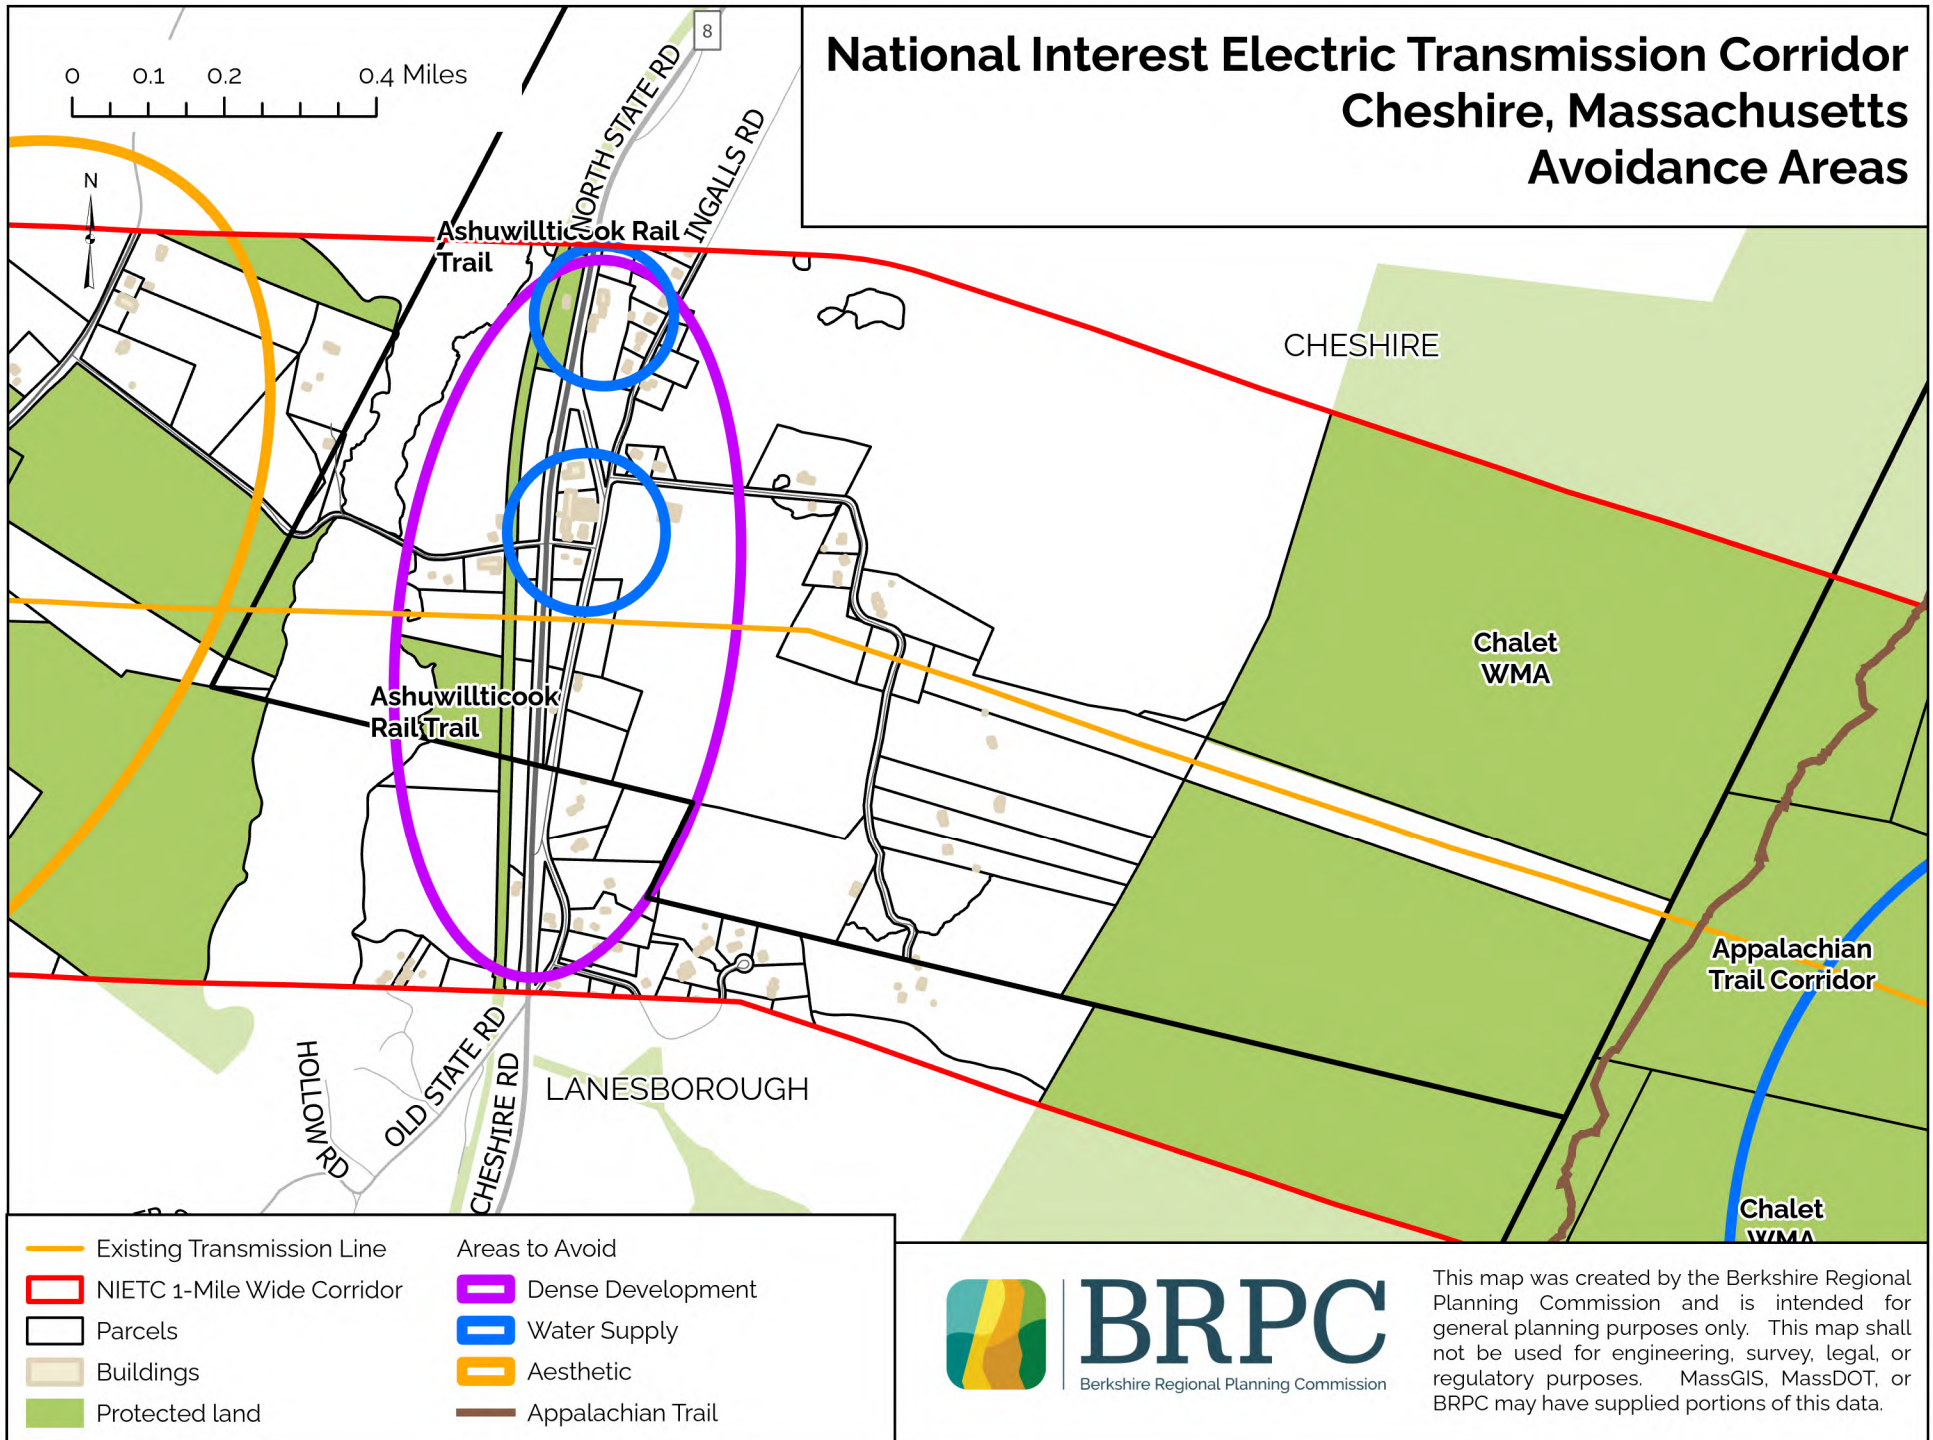 National Interest Electric Transmission Corridor
Cheshire, Massachusetts
Avoidance Areas
0 0.1 0.2 0.4 Miles
N
8
NORTH STATE RD
INGALLS RD
Ashuwillticook Rail
Trail
CHESHIRE
Chalet
WMA
Ashuwillticook
Rail Trail
Appalachian
Trail Corridor
Chalet
WMA
HOLLOW RD
OLD STATE RD
CHESHIRE RD
LANESBOROUGH
Existing Transmission Line
NIETC 1-Mile Wide Corridor
Parcels
Buildings
Protected land
Areas to Avoid
Dense Development
Water Supply
Aesthetic
Appalachian Trail
BRPC
Berkshire Regional Planning Commission
This map was created by the Berkshire Regional
Planning Commission and is intended for
general planning purposes only. This map shall
not be used for engineering, survey, legal, or
regulatory purposes. MassGIS, MassDOT, or
BRPC may have supplied portions of this data.